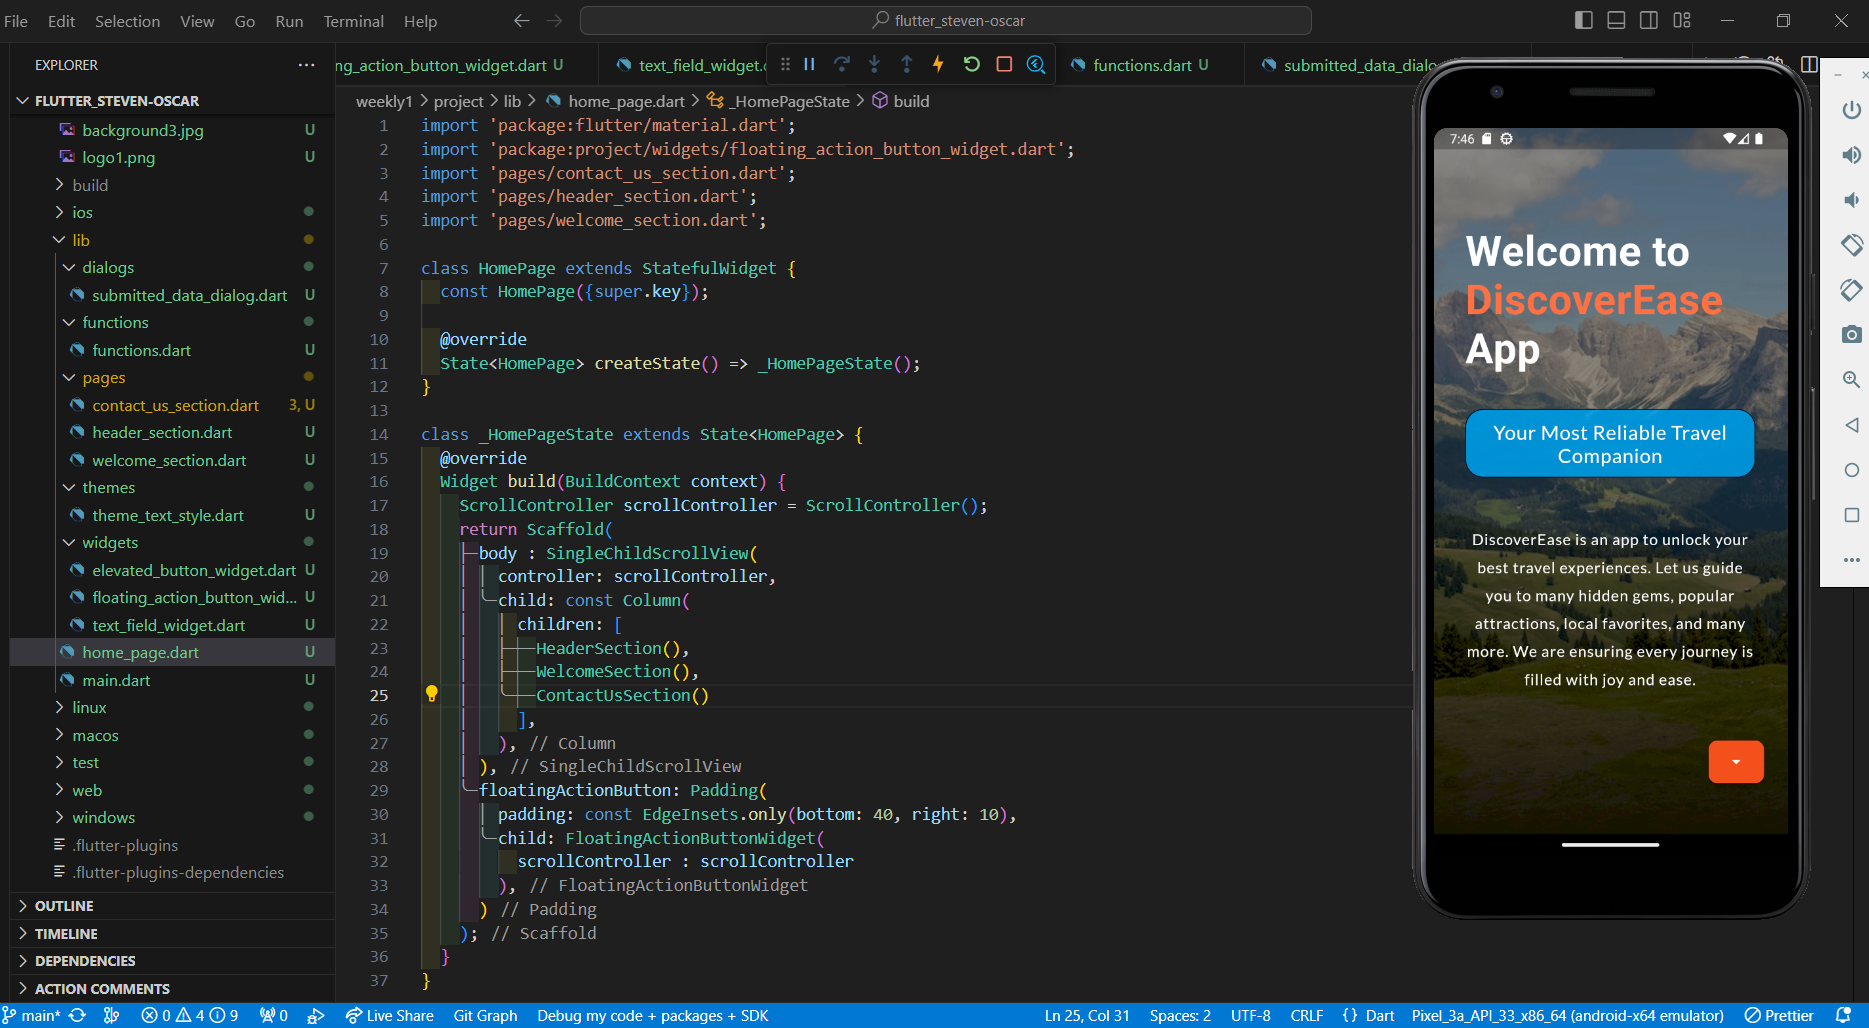 File Edit Selection View Go Run Terminal Help
flutter_steven-oscar
EXPLORER
FLUTTER_STEVEN-OSCAR
background3.jpg U
logo1.png U
build
ios
lib
dialogs
submitted_data_dialog.dart U
functions
functions.dart U
pages
contact_us_section.dart 3, U
header_section.dart U
welcome_section.dart U
themes
theme_text_style.dart U
widgets
elevated_button_widget.dart U
floating_action_button_wid... U
text_field_widget.dart U
home_page.dart U
main.dart U
linux
macos
test
web
windows
.flutter-plugins
.flutter-plugins-dependencies
OUTLINE
TIMELINE
DEPENDENCIES
ACTION COMMENTS
ng_action_button_widget.dart U text_field_widget. functions.dart U submitted_data_dialo
weekly1 > project > lib > home_page.dart > _HomePageState > build
1 import 'package:flutter/material.dart';
2 import 'package:project/widgets/floating_action_button_widget.dart';
3 import 'pages/contact_us_section.dart';
4 import 'pages/header_section.dart';
5 import 'pages/welcome_section.dart';
6
7 class HomePage extends StatefulWidget {
8 const HomePage({super.key});
9
10 @override
11 State<HomePage> createState() => _HomePageState();
12 }
13
14 class _HomePageState extends State<HomePage> {
15 @override
16 Widget build(BuildContext context) {
17 ScrollController scrollController = ScrollController();
18 return Scaffold(
19 body : SingleChildScrollView(
20 controller: scrollController,
21 child: const Column(
22 children: [
23 HeaderSection(),
24 WelcomeSection(),
25 ContactUsSection()
26 ],
27 ), // Column
28 ), // SingleChildScrollView
29 floatingActionButton: Padding(
30 padding: const EdgeInsets.only(bottom: 40, right: 10),
31 child: FloatingActionButtonWidget(
32 scrollController : scrollController
33 ), // FloatingActionButtonWidget
34 ) // Padding
35 ); // Scaffold
36 }
37 }
7:46
Welcome to
DiscoverEase
App
Your Most Reliable Travel
Companion
DiscoverEase is an app to unlock your
best travel experiences. Let us guide
you to many hidden gems, popular
attractions, local favorites, and many
more. We are ensuring every journey is
filled with joy and ease.
main* 0 4 9 0 Live Share Git Graph Debug my code + packages + SDK Ln 25, Col 31 Spaces: 2 UTF-8 CRLF {} Dart Pixel_3a_API_33_x86_64 (android-x64 emulator) Prettier